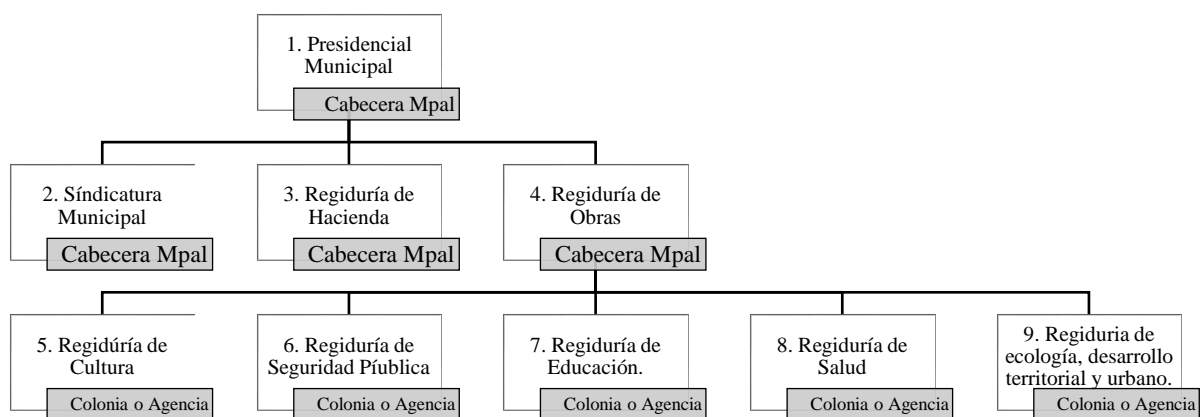 1. Presidencial
Municipal
Cabecera Mpal
2. Síndicatura
Municipal
Cabecera Mpal
3. Regiduría de
Hacienda
Cabecera Mpal
4. Regiduría de
Obras
Cabecera Mpal
5. Regidúría de
Cultura
Colonia o Agencia
6. Regiduría de
Seguridad Píublica
Colonia o Agencia
7. Regiduría de
Educación.
Colonia o Agencia
8. Regiduría de
Salud
Colonia o Agencia
9. Regiduria de
ecología, desarrollo
territorial y urbano.
Colonia o Agencia